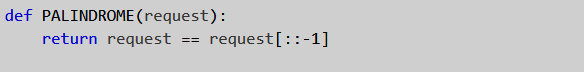 def PALINDROME(request):
    return request == request[::-1]